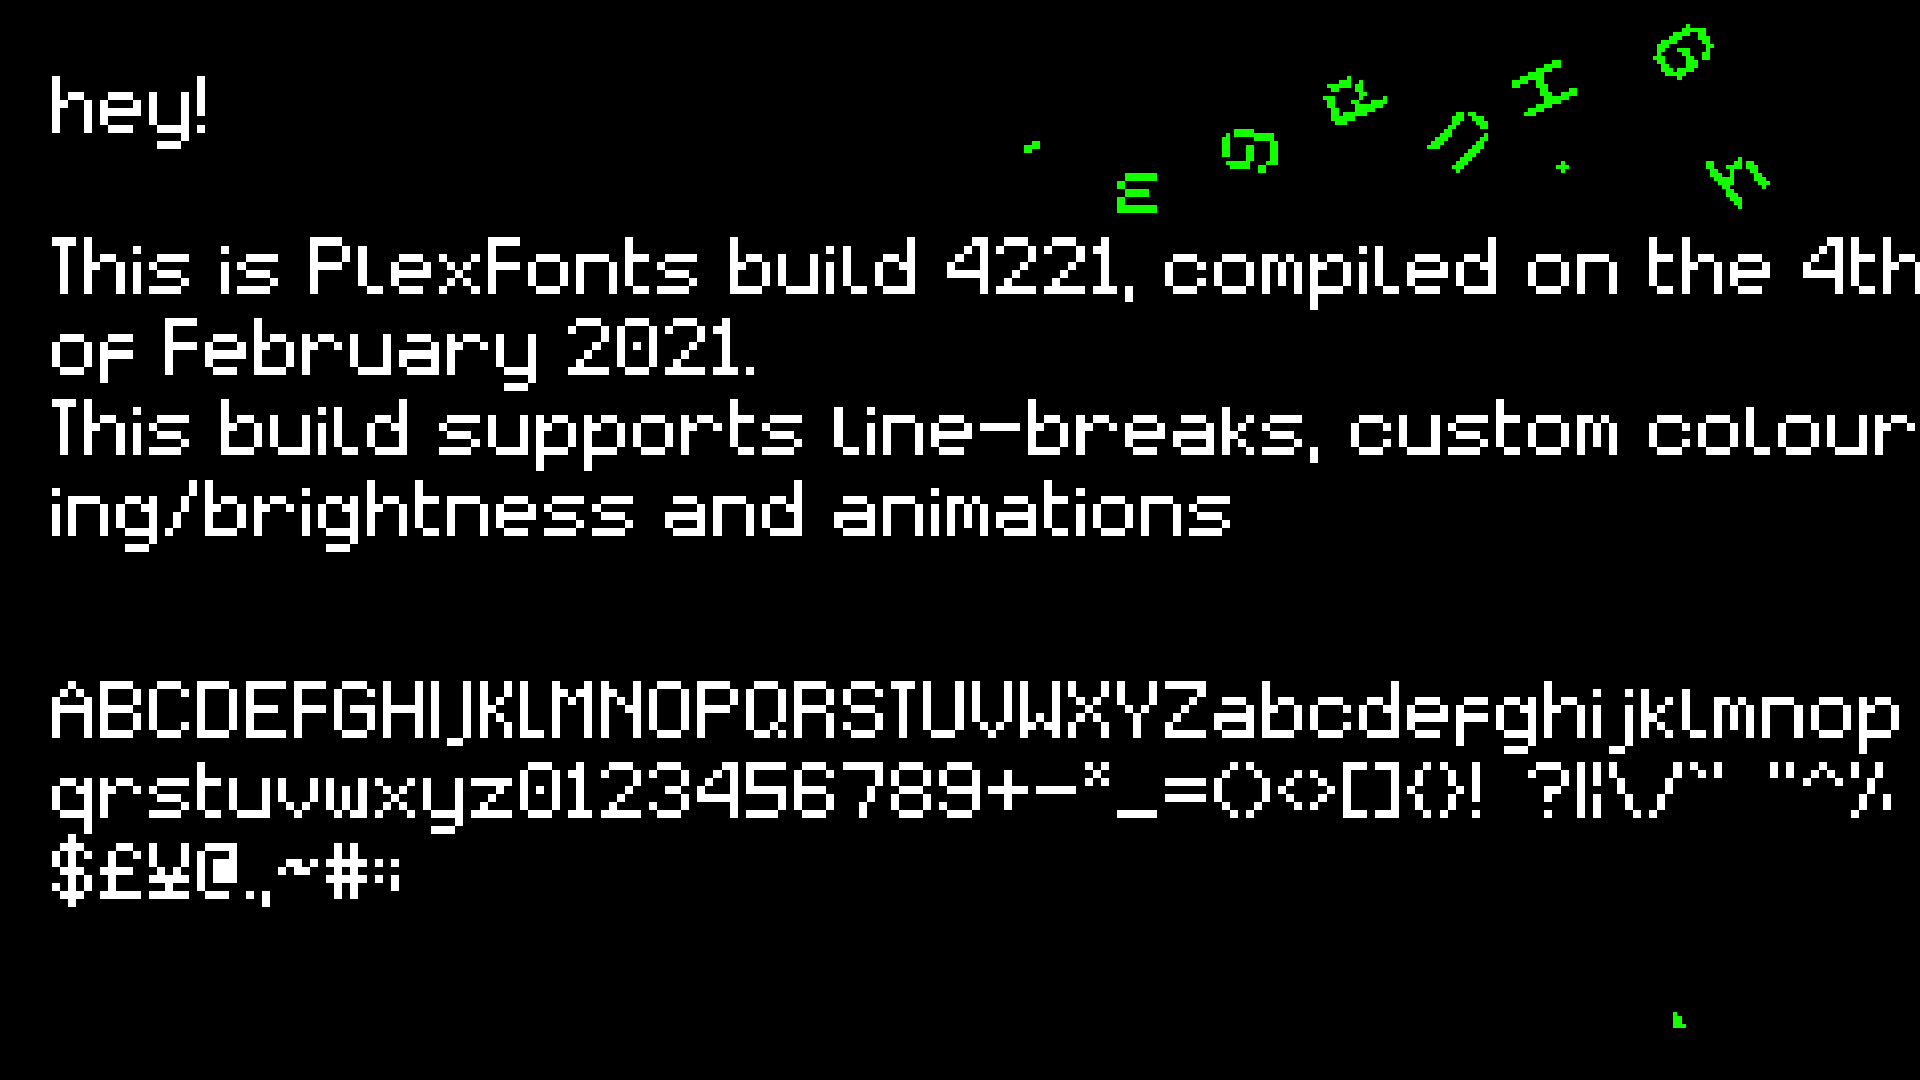 hey!
This is PlexFonts build 4221, compiled on the 4th
of February 2021.
This build supports line-breaks, custom colour
ing/brightness and animations
ABCDEFGHIJKLMNOPQRSTUVWXYZabcdefghijklmnop
qrstuvwxyz0123456789+-*_=()<>[]{}! ?|¦\/`" "^%
$£¥@.,~#:;